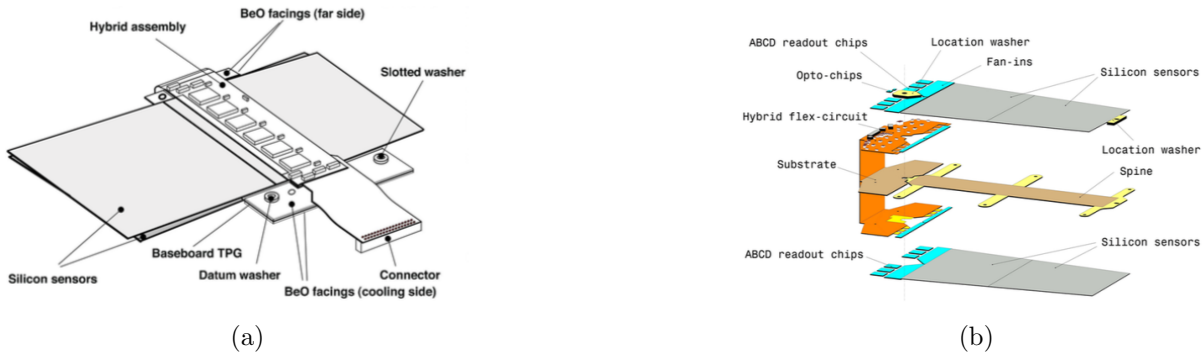 BeO facings (far side)
Hybrid assembly
Slotted washer
Baseboard TPG
Silicon sensors
Datum washer
Connector
BeO facings (cooling side)
(a)
Location washer
ABCD readout chips
Fan-ins
Opto-chips
Silicon sensors
Hybrid flex-circuit
Location washer
Substrate
Spine
Silicon sensors
ABCD readout chips
(b)